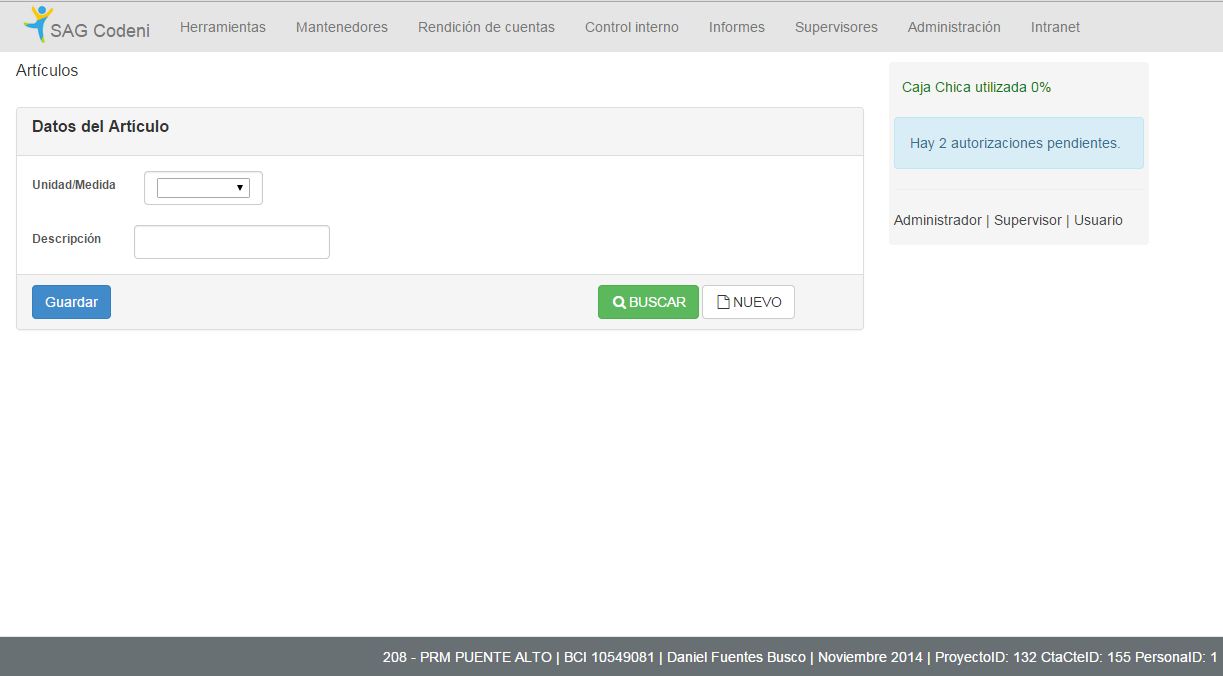 SAG Codeni Herramientas Mantenedores Rendición de cuentas Control interno Informes Supervisores Administración Intranet
Artículos
Datos del Artículo
Unidad/Medida
Descripción
Guardar BUSCAR NUEVO
Caja Chica utilizada 0%
Hay 2 autorizaciones pendientes.
Administrador | Supervisor | Usuario
208 - PRM PUENTE ALTO | BCI 10549081 | Daniel Fuentes Busco | Noviembre 2014 | ProyectoID: 132 CtaCteID: 155 PersonaID: 1